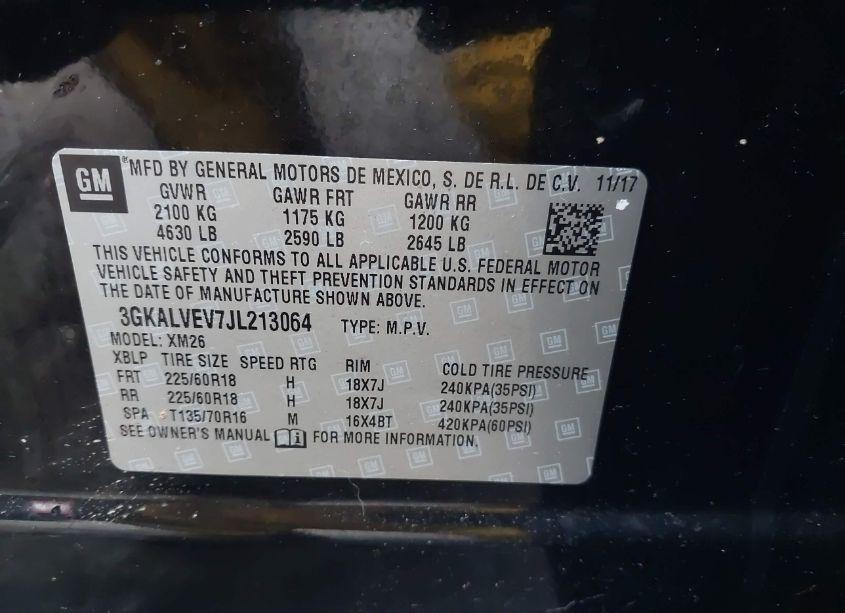 GM ® MFD BY GENERAL MOTORS DE MEXICO, S. DE R.L. DE C.V. 11/17
GVWR GAWR FRT GAWR RR
2100 KG 1175 KG 1200 KG
4630 LB 2590 LB 2645 LB
THIS VEHICLE CONFORMS TO ALL APPLICABLE U.S. FEDERAL MOTOR
VEHICLE SAFETY AND THEFT PREVENTION STANDARDS IN EFFECT ON
THE DATE OF MANUFACTURE SHOWN ABOVE.
3GKALVEV7JL213064 TYPE: M.P.V.
MODEL: XM26
XBLP TIRE SIZE SPEED RTG RIM COLD TIRE PRESSURE
FRT 225/60R18 H 18X7J 240KPA(35PSI)
RR 225/60R18 H 18X7J 240KPA(35PSI)
SPA T135/70R16 M 16X4BT 420KPA(60PSI)
SEE OWNER'S MANUAL FOR MORE INFORMATION.